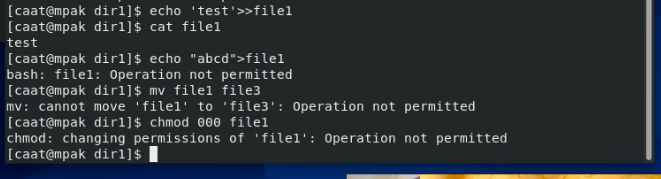 [caat@mpak dir1]$ echo 'test'>>file1
[caat@mpak dir1]$ cat file1
test
[caat@mpak dir1]$ echo "abcd">file1
bash: file1: Operation not permitted
[caat@mpak dir1]$ mv file1 file3
mv: cannot move 'file1' to 'file3': Operation not permitted
[caat@mpak dir1]$ chmod 000 file1
chmod: changing permissions of 'file1': Operation not permitted
[caat@mpak dir1]$